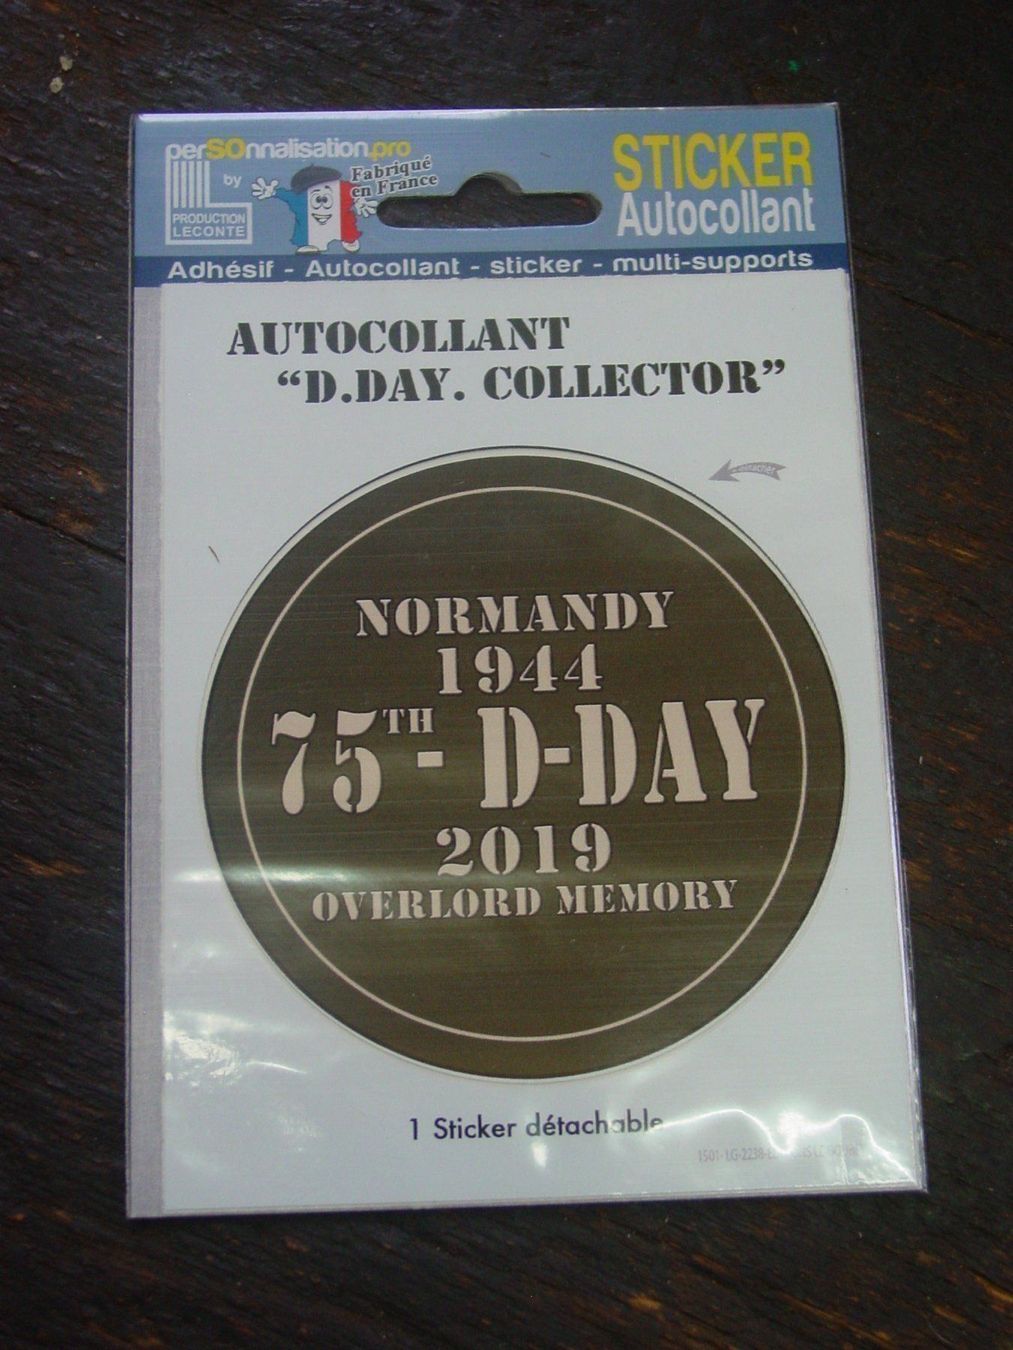 perSOnnalisation.pro
by
PRODUCTION
LECONTE
Fabriqué
en France
STICKER
Autocollant
Adhésif - Autocollant - sticker - multi-supports
AUTOCOLLANT
“D.DAY. COLLECTOR”
NORMANDY
1944
75TH - D-DAY
2019
OVERLORD MEMORY
1 Sticker détachable